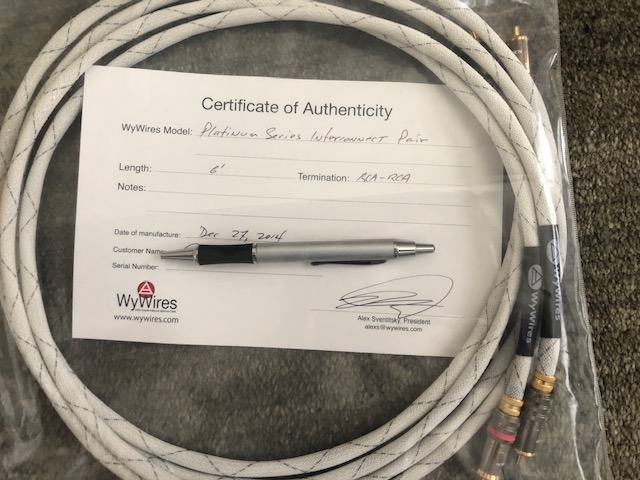 Certificate of Authenticity
WyWires Model: Platinum Series Interconnect Pair
Length: 6'
Termination: RCA-RCA
Notes:
Date of manufacture: Dec 27, 2014
Customer Name
Serial Number:
WyWires
www.wywires.com
Alex Sventitsky, President
alexs@wywires.com
WyWires
WyWires